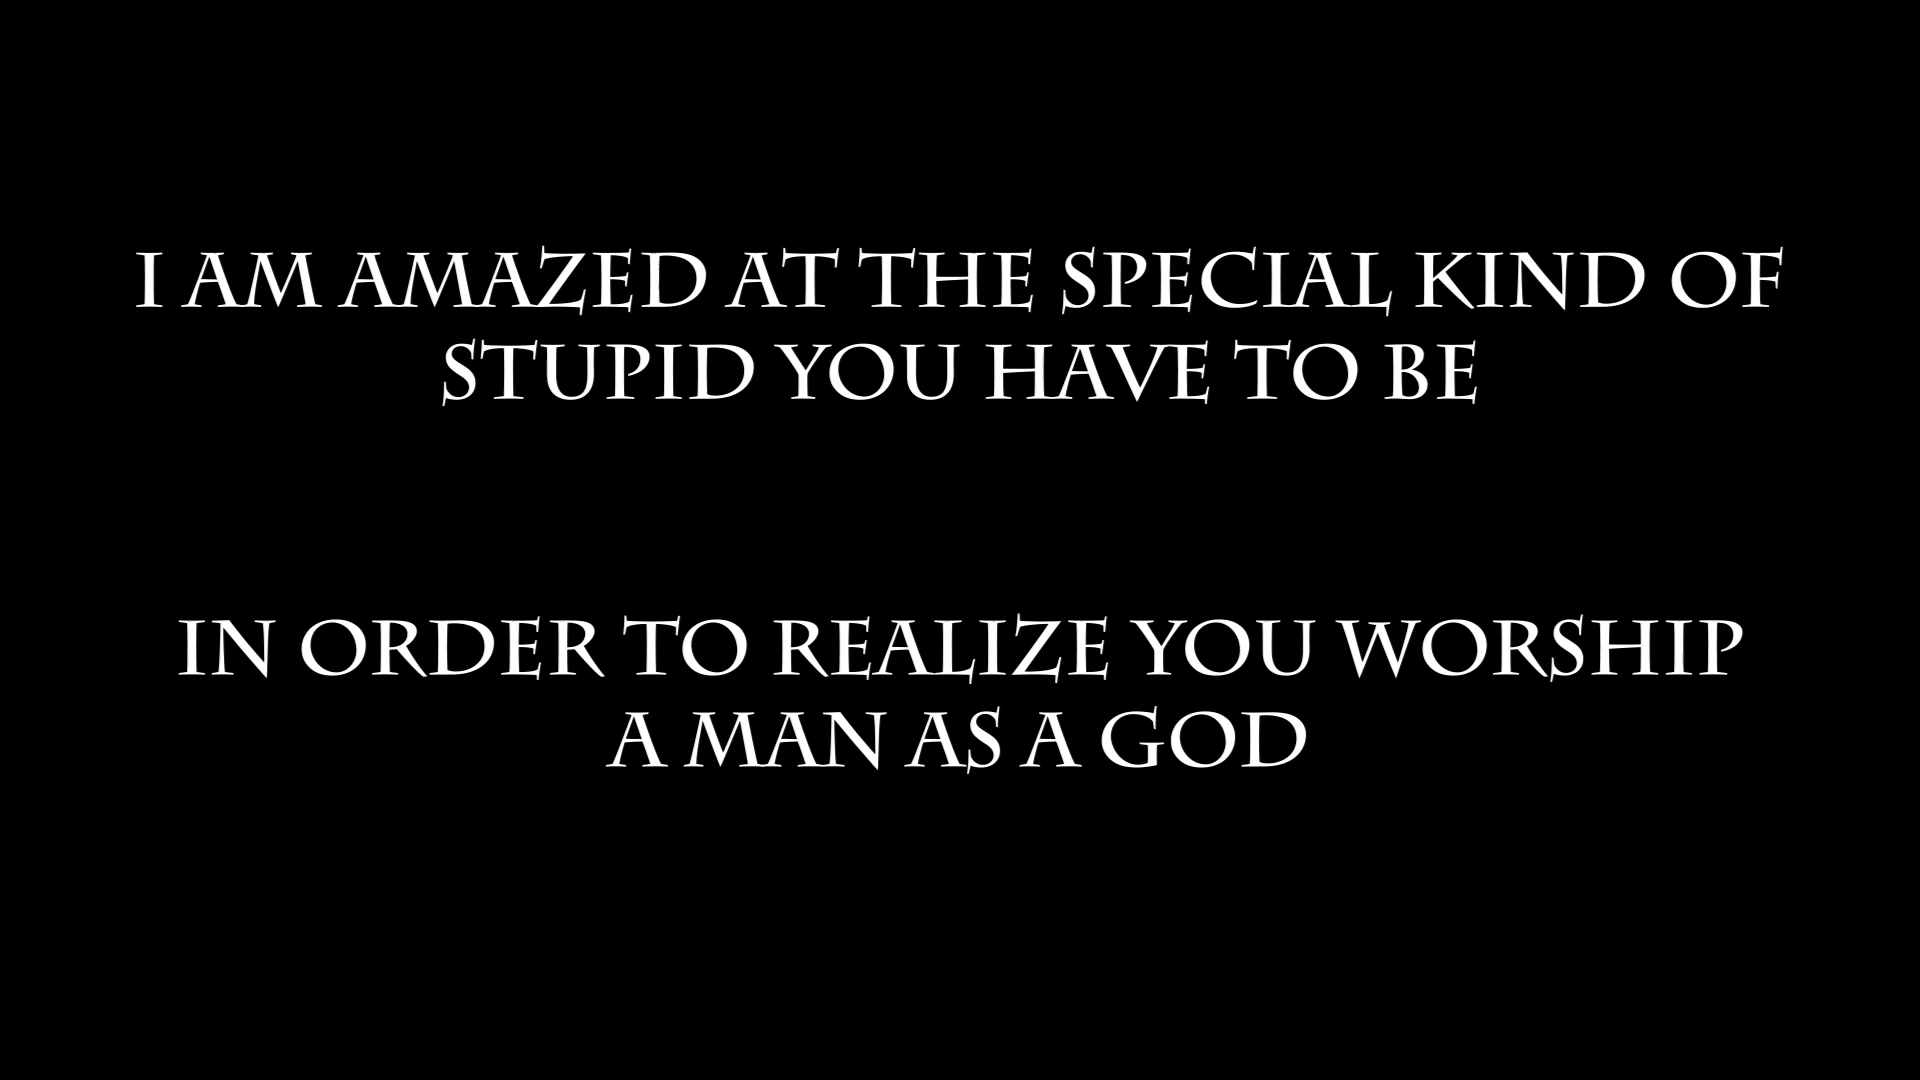 I AM AMAZED AT THE SPECIAL KIND OF
STUPID YOU HAVE TO BE
IN ORDER TO REALIZE YOU WORSHIP
A MAN AS A GOD